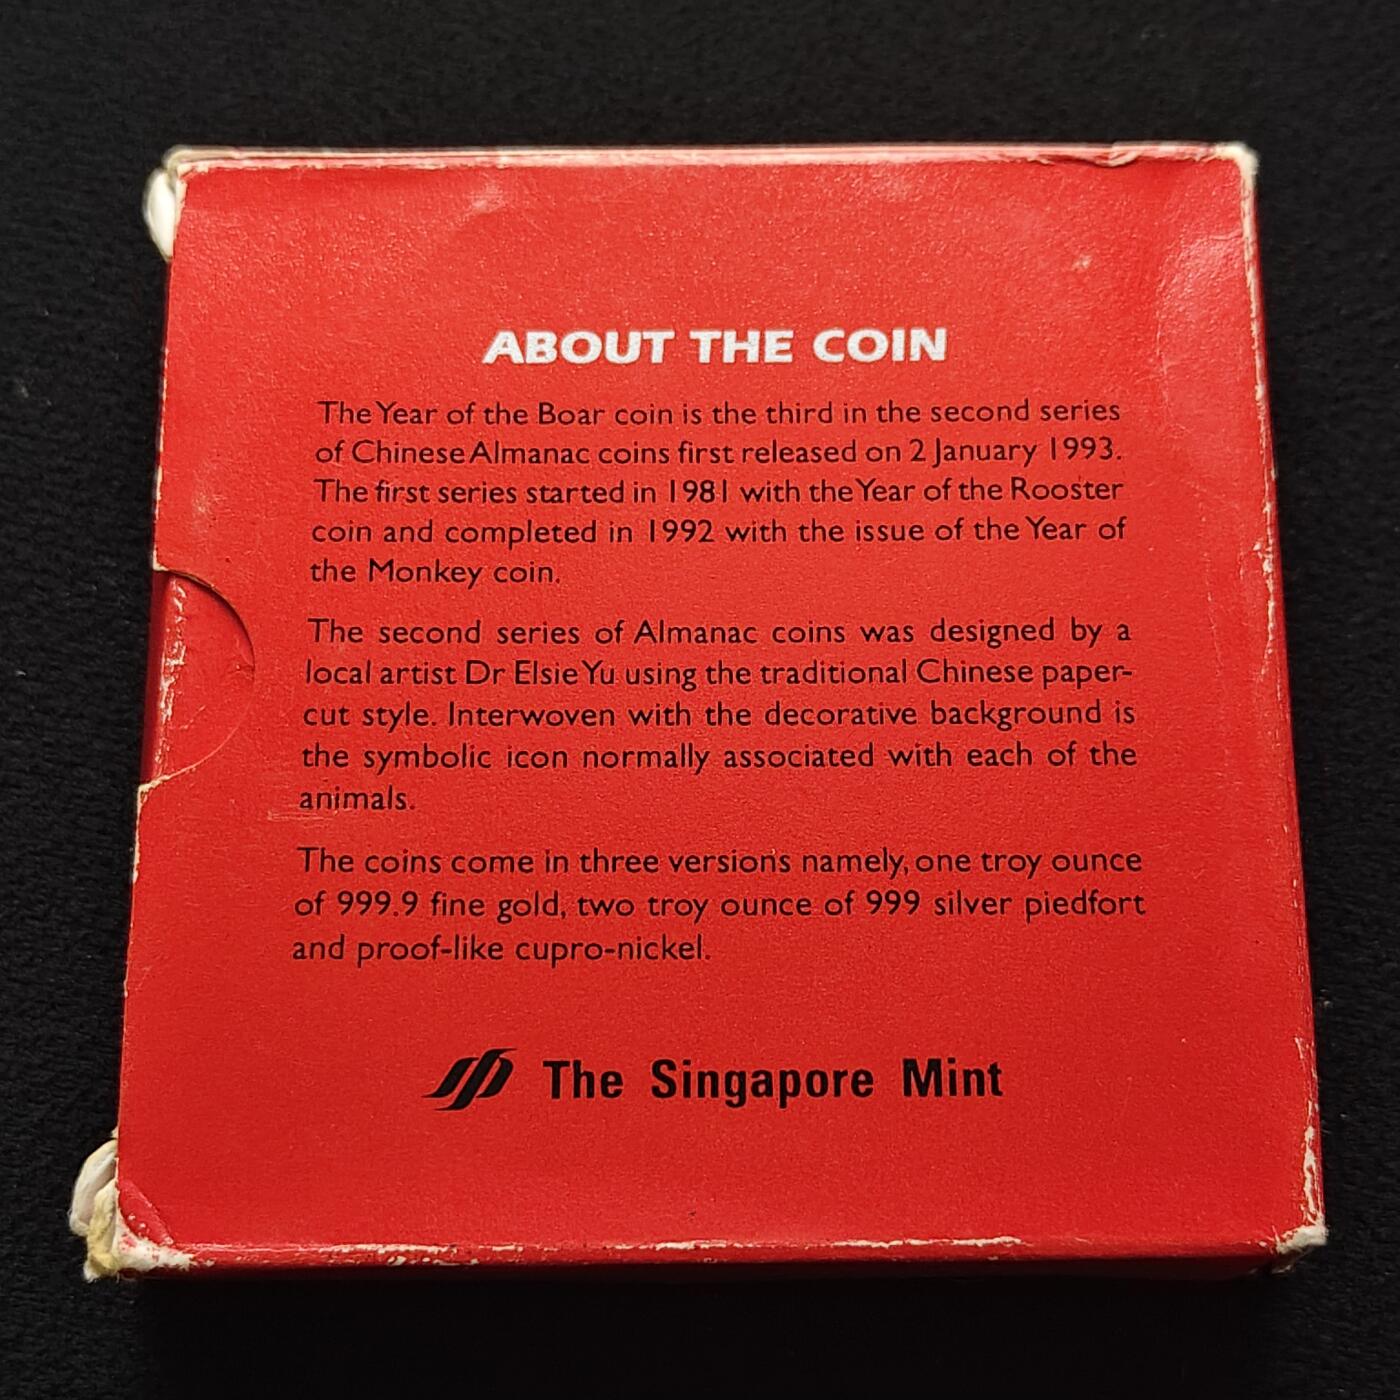 ABOUT THE COIN
The Year of the Boar coin is the third in the second series
of Chinese Almanac coins first released on 2 January 1993.
The first series started in 1981 with the Year of the Rooster
coin and completed in 1992 with the issue of the Year of
the Monkey coin.
The second series of Almanac coins was designed by a
local artist Dr Elsie Yu using the traditional Chinese paper-
cut style. Interwoven with the decorative background is
the symbolic icon normally associated with each of the
animals.
The coins come in three versions namely, one troy ounce
of 999.9 fine gold, two troy ounce of 999 silver piedfort
and proof-like cupro-nickel.
The Singapore Mint